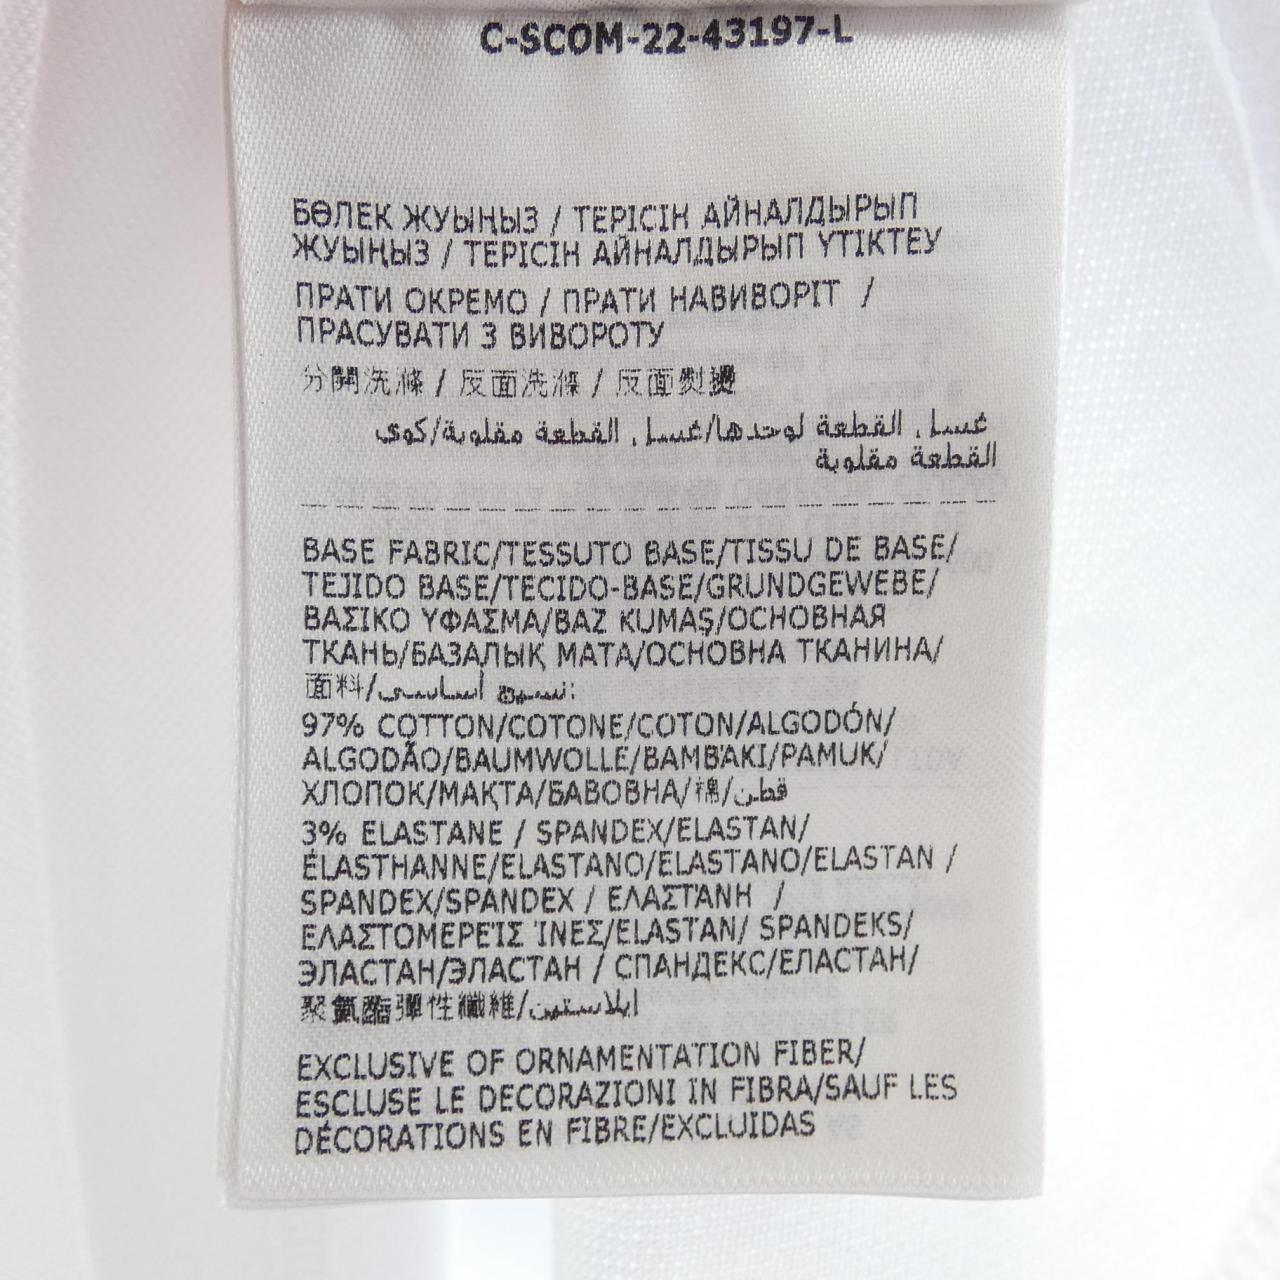 C-SCOM-22-43197-L
БӨЛЕК ЖУЫҢЫЗ / ТЕРІСІН АЙНАЛДЫРЫП
ЖУЫҢЫЗ / ТЕРІСІН АЙНАЛДЫРЫП ҮТІКТЕУ
ПРАТИ ОКРЕМО / ПРАТИ НАВИВОРІТ /
ПРАСУВАТИ З ВИВОРОТУ
分開洗滌 / 反面洗滌 / 反面熨燙
غسل القطعة لوحدها/غسل القطعة مقلوبة/كوي
القطعة مقلوبة
BASE FABRIC/TESSUTO BASE/TISSU DE BASE/
TEJIDO BASE/TECIDO-BASE/GRUNDGEWEBE/
ΒΑΣΙΚΟ ΥΦΑΣΜΑ/BAZ KUMAŞ/ОСНОВНАЯ
ТКАНЬ/БАЗАЛЫҚ МАТА/ОСНОВНА ТКАНИНА/
面料/نسيج أساسي:
97% COTTON/COTONE/COTON/ALGODÓN/
ALGODÃO/BAUMWOLLE/ΒΑΜΒΆΚΙ/PAMUK/
ХЛОПОК/МАҚТА/БАВОВНА/棉/قطن
3% ELASTANE / SPANDEX/ELASTAN/
ÉLASTHANNE/ELASTANO/ELASTANO/ELASTAN /
SPANDEX/SPANDEX / ΕΛΑΣΤΆΝΗ /
ΕΛΑΣΤΟΜΕΡΕΊΣ ΊΝΕΣ/ELASTAN/ SPANDEKS/
ЭЛАСТАН/ЭЛАСТАН / СПАНДЕКС/ЕЛАСТАН/
聚氨酯彈性纖維/ايلاستين
EXCLUSIVE OF ORNAMENTATION FIBER/
ESCLUSE LE DECORAZIONI IN FIBRA/SAUF LES
DÉCORATIONS EN FIBRE/EXCLUIDAS